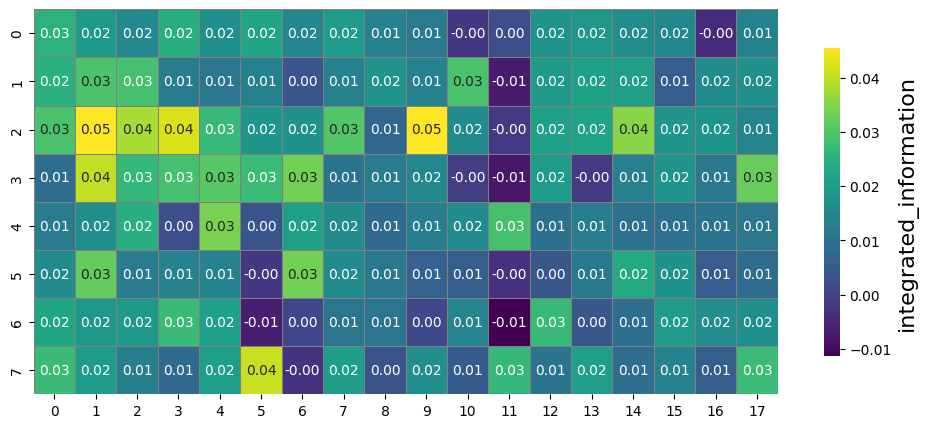 0 0.03 0.02 0.02 0.02 0.02 0.02 0.02 0.02 0.01 0.01 -0.00 0.00 0.02 0.02 0.02 0.02 -0.00 0.01
1 0.02 0.03 0.03 0.01 0.01 0.01 0.00 0.01 0.02 0.01 0.03 -0.01 0.02 0.02 0.02 0.01 0.02 0.02
2 0.03 0.05 0.04 0.04 0.03 0.02 0.02 0.03 0.01 0.05 0.02 -0.00 0.02 0.02 0.04 0.02 0.02 0.01
3 0.01 0.04 0.03 0.03 0.03 0.03 0.03 0.01 0.01 0.02 -0.00 -0.01 0.02 -0.00 0.01 0.02 0.01 0.03
4 0.01 0.02 0.02 0.00 0.03 0.00 0.02 0.02 0.01 0.01 0.01 0.03 0.01 0.01 0.01 0.01 0.01 0.01
5 0.02 0.03 0.01 0.01 0.01 -0.00 0.03 0.02 0.01 0.01 0.01 -0.00 0.00 0.01 0.02 0.02 0.01 0.01
6 0.02 0.02 0.02 0.03 0.02 -0.01 0.00 0.01 0.01 0.00 0.01 -0.01 0.03 0.00 0.01 0.02 0.02 0.02
7 0.03 0.02 0.01 0.01 0.02 0.04 -0.00 0.02 0.00 0.02 0.01 0.03 0.01 0.02 0.01 0.01 0.01 0.03
0 1 2 3 4 5 6 7 8 9 10 11 12 13 14 15 16 17
0.04
0.03
0.02
0.01
0.00
−0.01
integrated_information